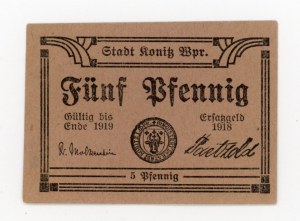 Stadt Konitz Wpr.
Fünf Pfennig
Gültig bis Ende 1919
Ersatzgeld 1918
5 Pfennig